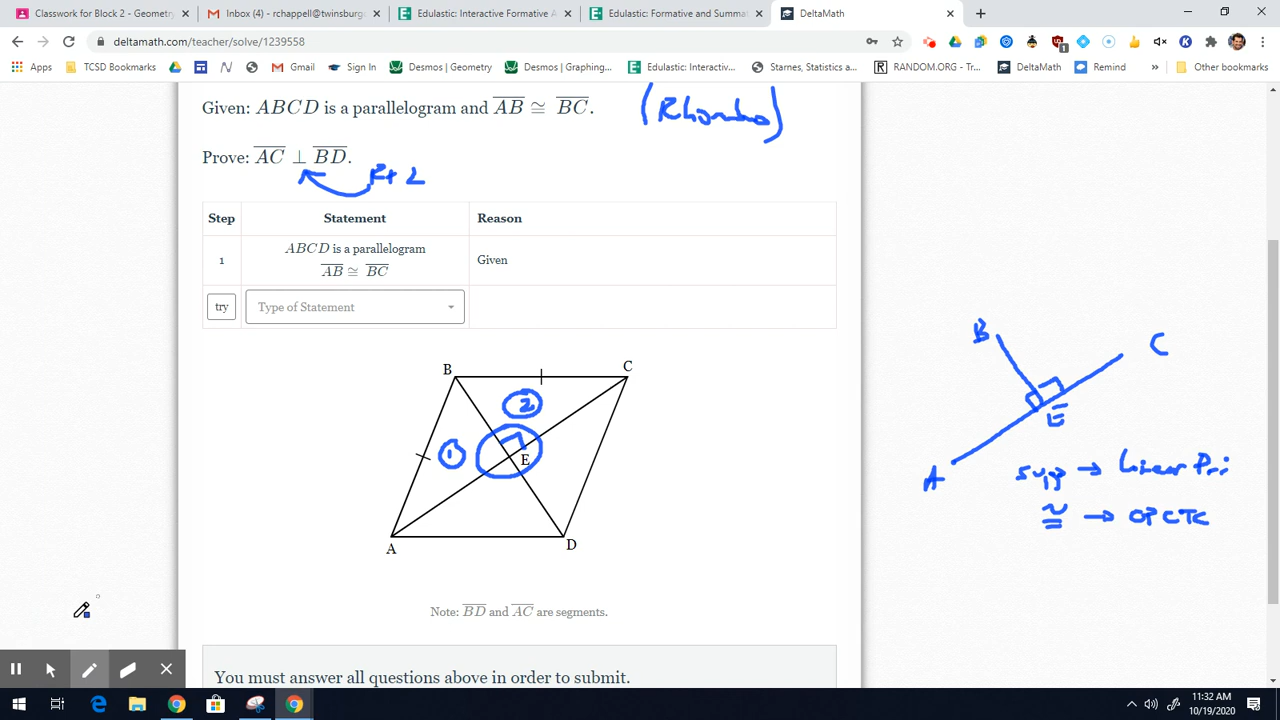 Classwork for Block 2 - Geometry
Inbox (4) - rchappell@twinsburg
Edulastic Interactive Formative A
Edulastic: Formative and Summat
DeltaMath
deltamath.com/teacher/solve/1239558
Apps
TCSD Bookmarks
Gmail
Sign In
Desmos | Geometry
Desmos | Graphing...
Edulastic: Interactiv...
Starnes, Statistics a...
RANDOM.ORG - Tr...
DeltaMath
Remind
»
Other bookmarks
Given: ABCD is a parallelogram and AB ≅ BC.
(Rhombus)
Prove: AC ⊥ BD.
Rt ∠
Step Statement Reason
1 ABCD is a parallelogram
AB ≅ BC
Given
try Type of Statement
B C
2
1
E
A D
B C
E
A
supp → Linear Pair
≅ → CPCTC
Note: BD and AC are segments.
You must answer all questions above in order to submit.
11:32 AM
10/19/2020